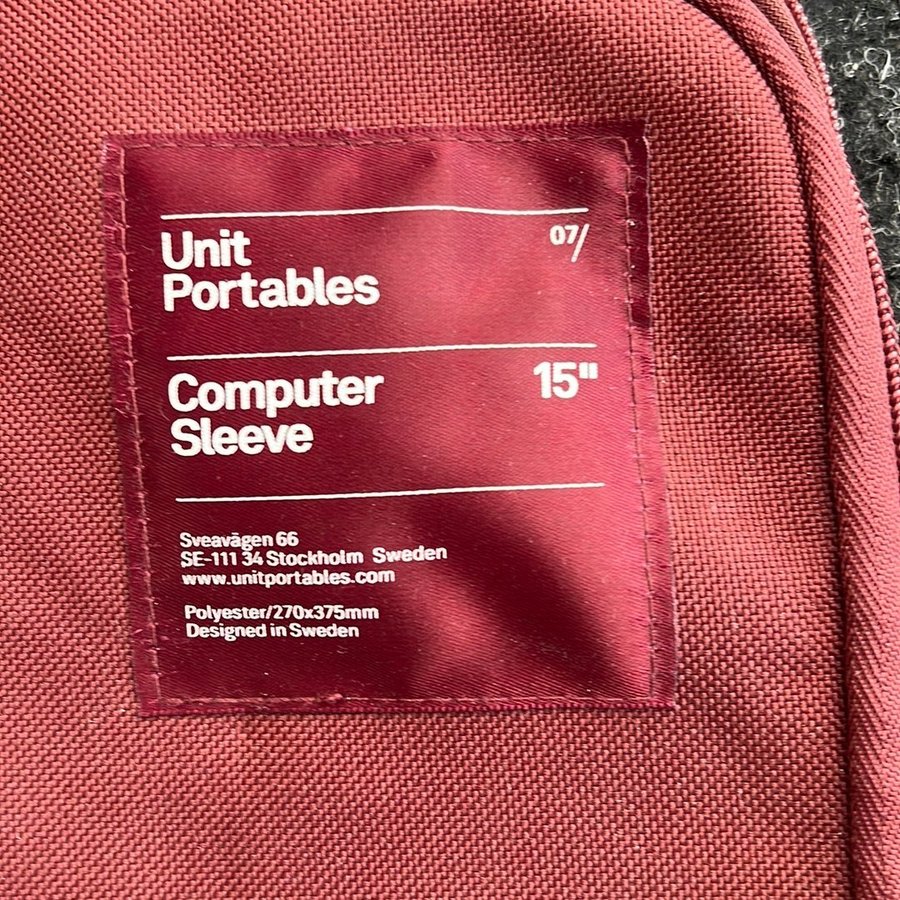 Unit 07/
Portables
Computer 15"
Sleeve
Sveavägen 66
SE-111 34 Stockholm Sweden
www.unitportables.com
Polyester/270x375mm
Designed in Sweden